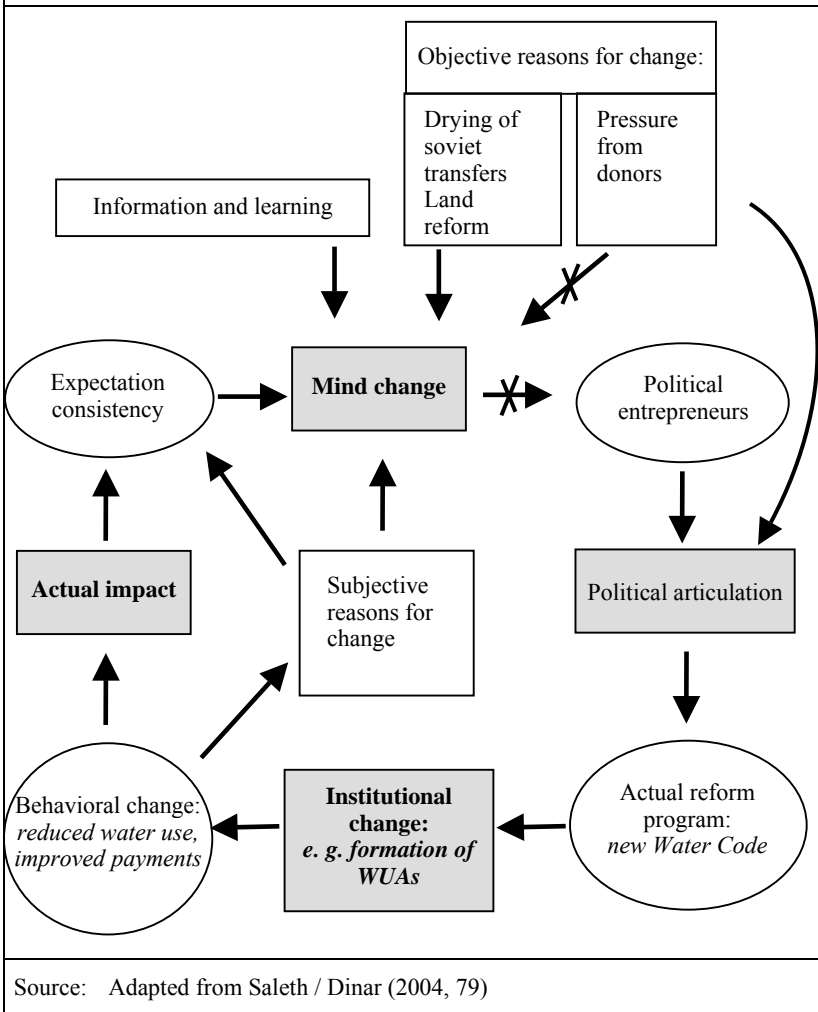 Objective reasons for change:
Drying of
soviet
transfers
Land
reform
Pressure
from
donors
Information and learning
Expectation
consistency
Mind change
Political
entrepreneurs
Actual impact
Subjective
reasons for
change
Political articulation
Behavioral change:
reduced water use,
improved payments
Institutional
change:
e. g. formation of
WUAs
Actual reform
program:
new Water Code
Source: Adapted from Saleth / Dinar (2004, 79)